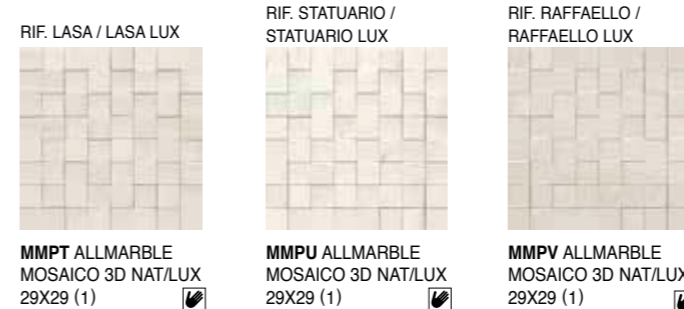 RIF. LASA / LASA LUX
MMPT ALLMARBLE
MOSAICO 3D NAT/LUX
29X29 (1)
RIF. STATUARIO /
STATUARIO LUX
MMPU ALLMARBLE
MOSAICO 3D NAT/LUX
29X29 (1)
RIF. RAFFAELLO /
RAFFAELLO LUX
MMPV ALLMARBLE
MOSAICO 3D NAT/LUX
29X29 (1)